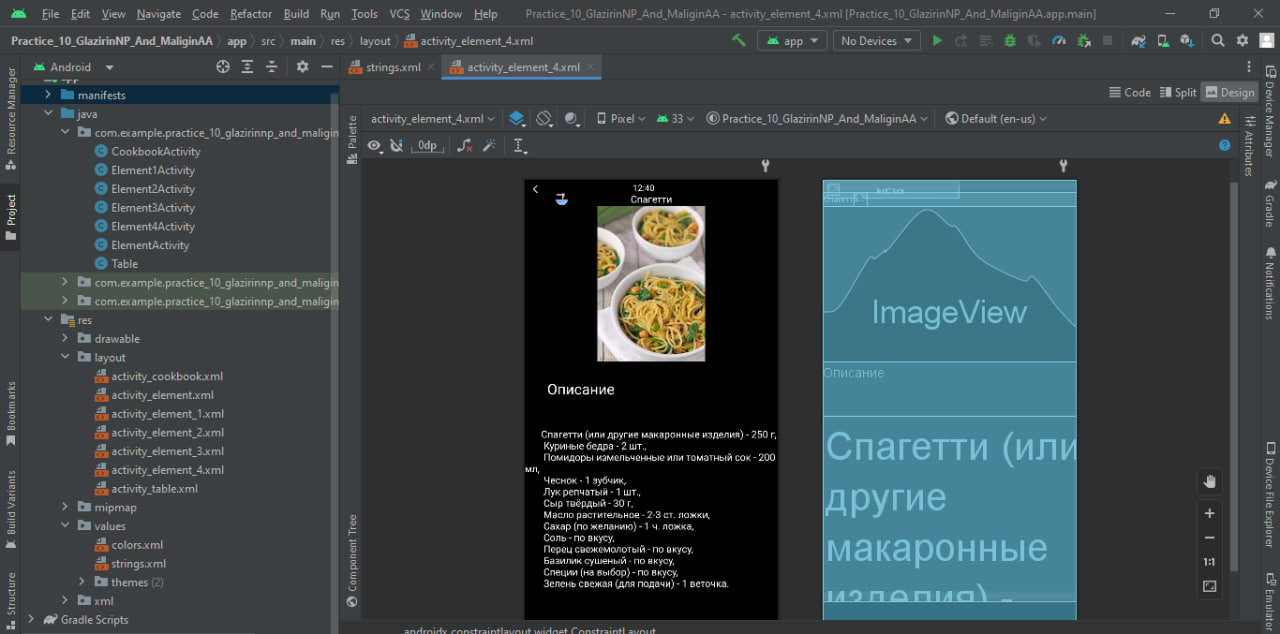 File Edit View Navigate Code Refactor Build Run Tools VCS Window Help Practice_10_GlazirinNP_And_MaliginAA - activity_element_4.xml [Practice_10_GlazirinNP_And_MaliginAA.app.main]
Practice_10_GlazirinNP_And_MaliginAA app src main res layout activity_element_4.xml app No Devices
Android strings.xml activity_element_4.xml
Resource Manager
Project
Bookmarks
Build Variants
Structure
app
manifests
java
com.example.practice_10_glazirinnp_and_maligin
CookbookActivity
Element1Activity
Element2Activity
Element3Activity
Element4Activity
ElementActivity
Table
com.example.practice_10_glazirinnp_and_maligin
com.example.practice_10_glazirinnp_and_maligin
res
drawable
layout
activity_cookbook.xml
activity_element.xml
activity_element_1.xml
activity_element_2.xml
activity_element_3.xml
activity_element_4.xml
activity_table.xml
mipmap
values
colors.xml
strings.xml
themes (2)
xml
Gradle Scripts
Code Split Design
activity_element_4.xml Pixel 33 Practice_10_GlazirinNP_And_MaliginAA Default (en-us)
0dp
Palette
Component Tree
12:40
Спагетти
Описание
Спагетти (или другие макаронные изделия) - 250 г,
Куриные бедра - 2 шт.,
Помидоры измельченные или томатный сок - 200
мл,
Чеснок - 1 зубчик,
Лук репчатый - 1 шт.,
Сыр твёрдый - 30 г,
Масло растительное - 2-3 ст. ложки,
Сахар (по желанию) - 1 ч. ложка,
Соль - по вкусу,
Перец свежемолотый - по вкусу,
Базилик сушеный - по вкусу,
Специи (на выбор) - по вкусу,
Зелень свежая (для подачи) - 1 веточка.
Спагетти
ImageView
Описание
Спагетти (или
другие
макаронные
изделия) -
1:1
Attributes
Device Manager
Gradle
Notifications
Device File Explorer
Emulator
androidx.constraintlayout.widget.ConstraintLayout